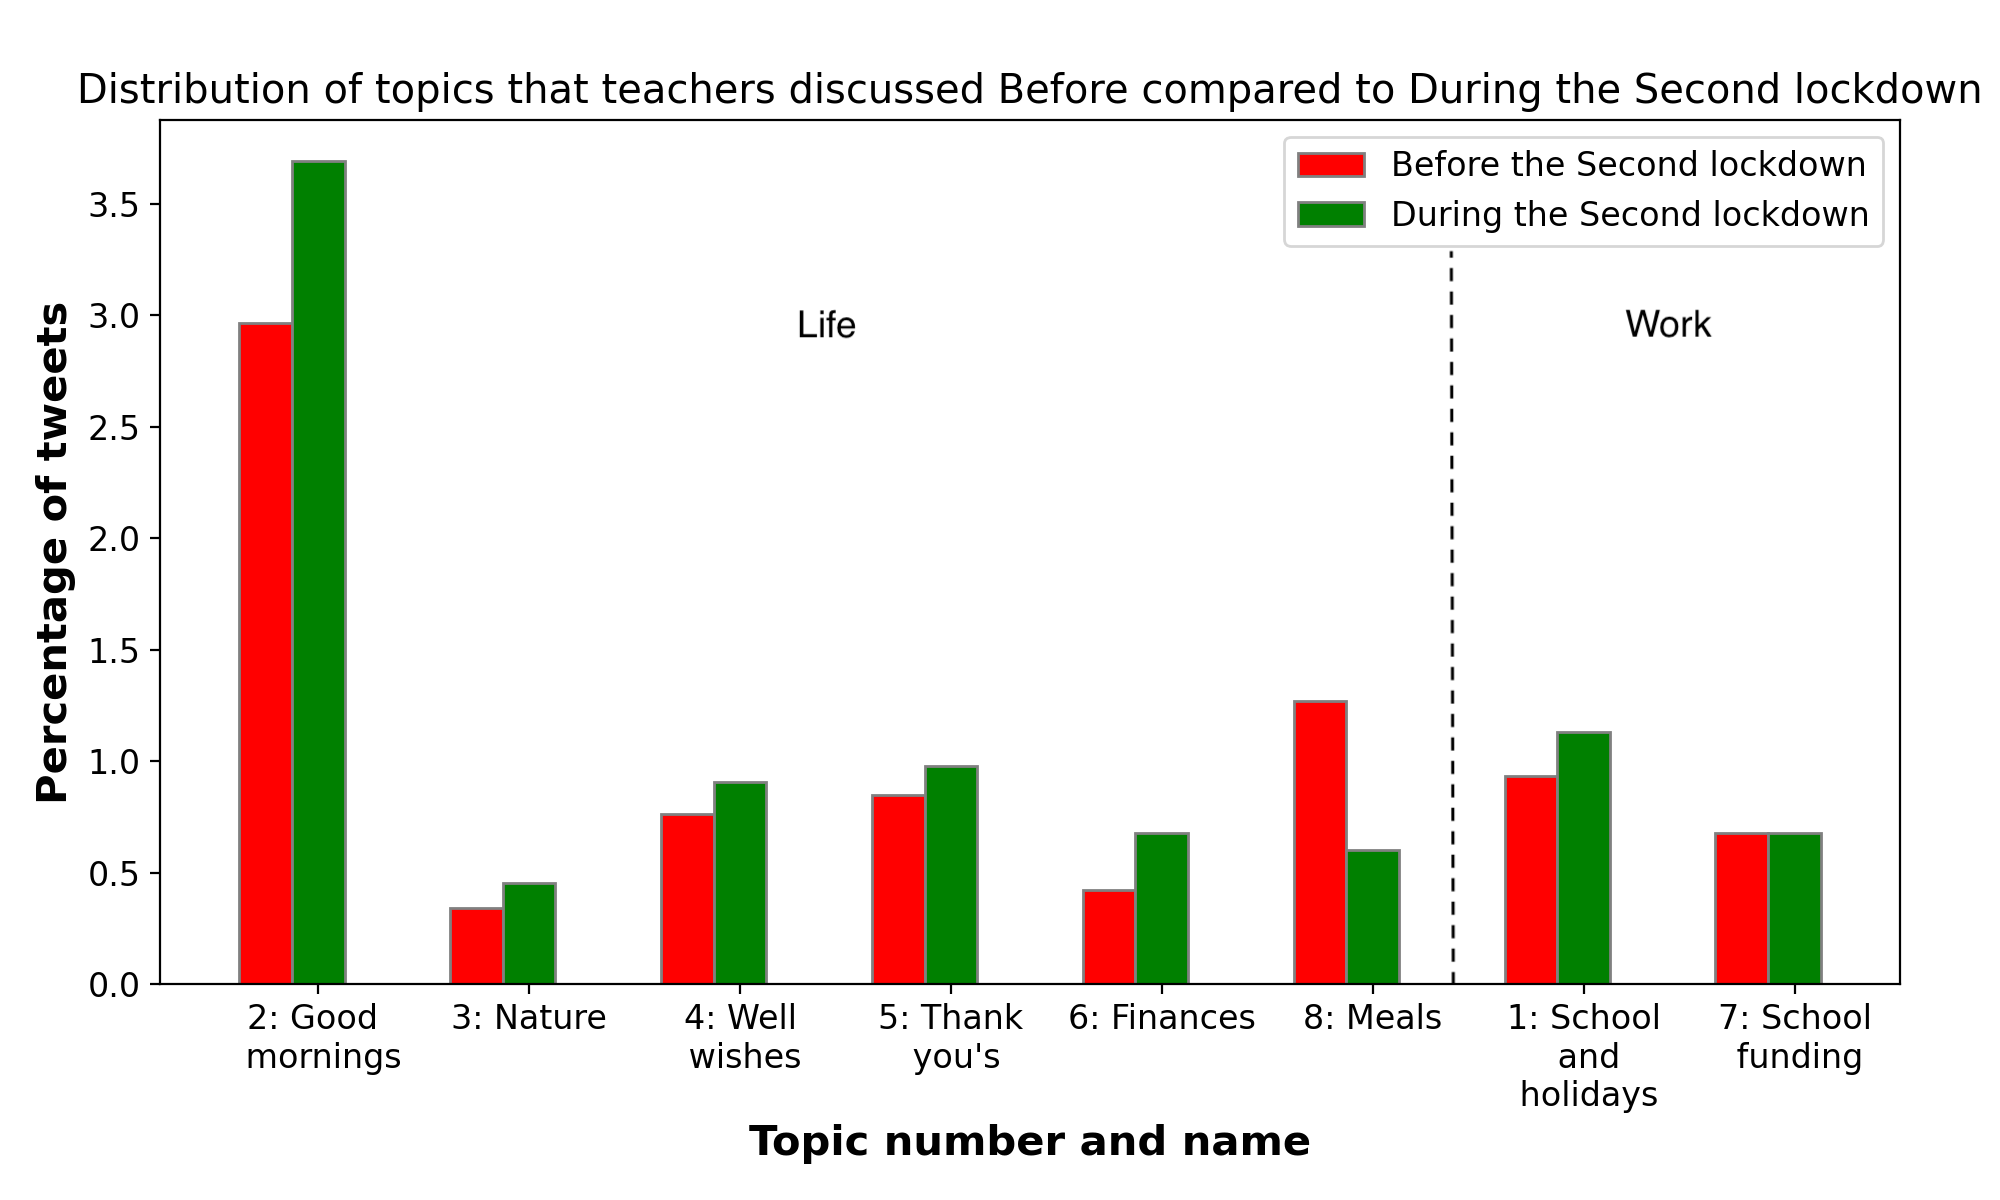 Distribution of topics that teachers discussed Before compared to During the Second lockdown
Before the Second lockdown
During the Second lockdown
Life
Work
Percentage of tweets
3.5
3.0
2.5
2.0
1.5
1.0
0.5
0.0
2: Good
mornings
3: Nature
4: Well
wishes
5: Thank
you's
6: Finances
8: Meals
1: School
and
holidays
7: School
funding
Topic number and name